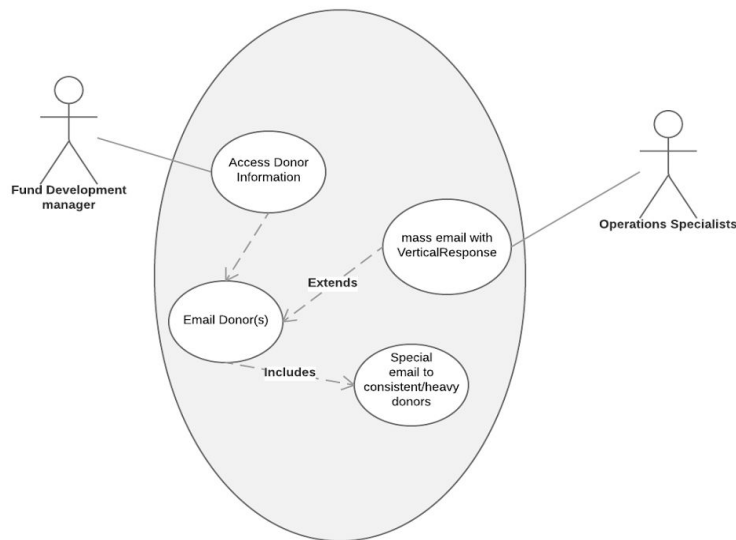 Fund Development
manager
Access Donor
Information
Operations Specialists
mass email with
VerticalResponse
Extends
Email Donor(s)
Includes
Special
email to
consistent/heavy
donors